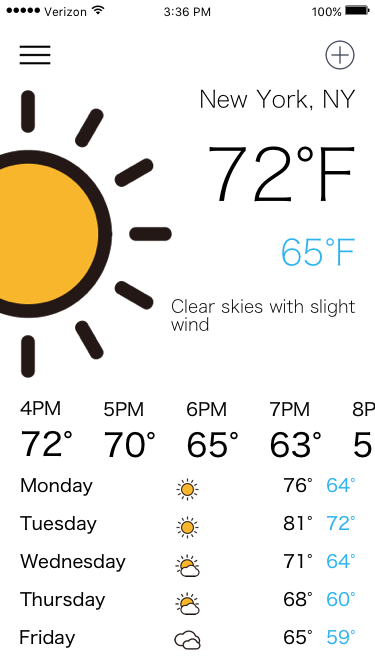 Verizon 3:36 PM 100%
New York, NY
72°F
65°F
Clear skies with slight
wind
4PM 5PM 6PM 7PM 8P
72° 70° 65° 63° 5
Monday 76° 64°
Tuesday 81° 72°
Wednesday 71° 64°
Thursday 68° 60°
Friday 65° 59°